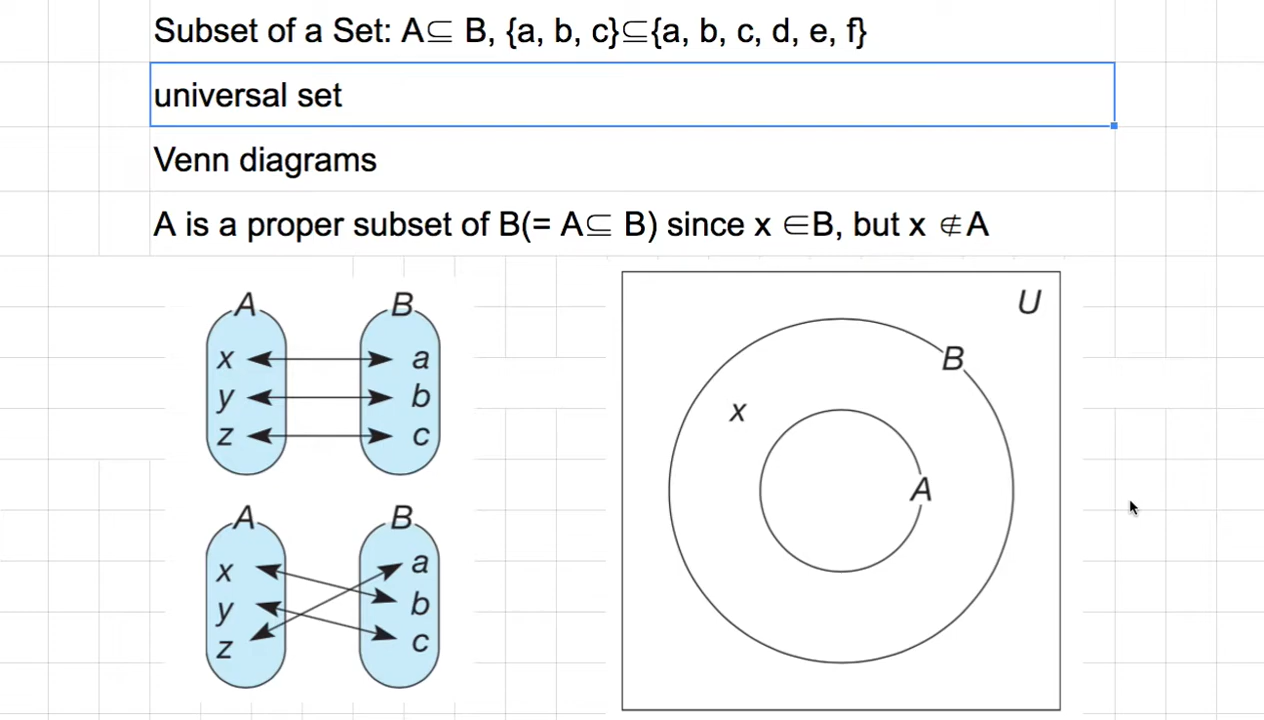 Subset of a Set: A⊆ B, {a, b, c}⊆{a, b, c, d, e, f}
universal set
Venn diagrams
A is a proper subset of B(= A⊆ B) since x ∈B, but x ∉A
A B
x a
y b
z c
A B
x a
y b
z c
U
B
x
A